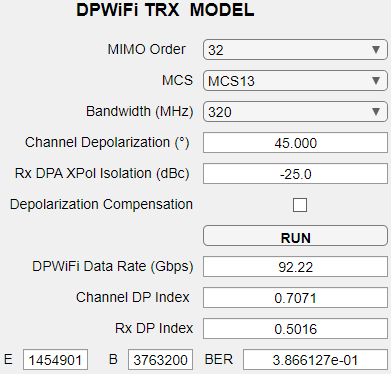 DPWiFi TRX MODEL
MIMO Order 32
MCS MCS13
Bandwidth (MHz) 320
Channel Depolarization (°) 45.000
Rx DPA XPol Isolation (dBc) -25.0
Depolarization Compensation
RUN
DPWiFi Data Rate (Gbps) 92.22
Channel DP Index 0.7071
Rx DP Index 0.5016
E 1454901 B 3763200 BER 3.866127e-01